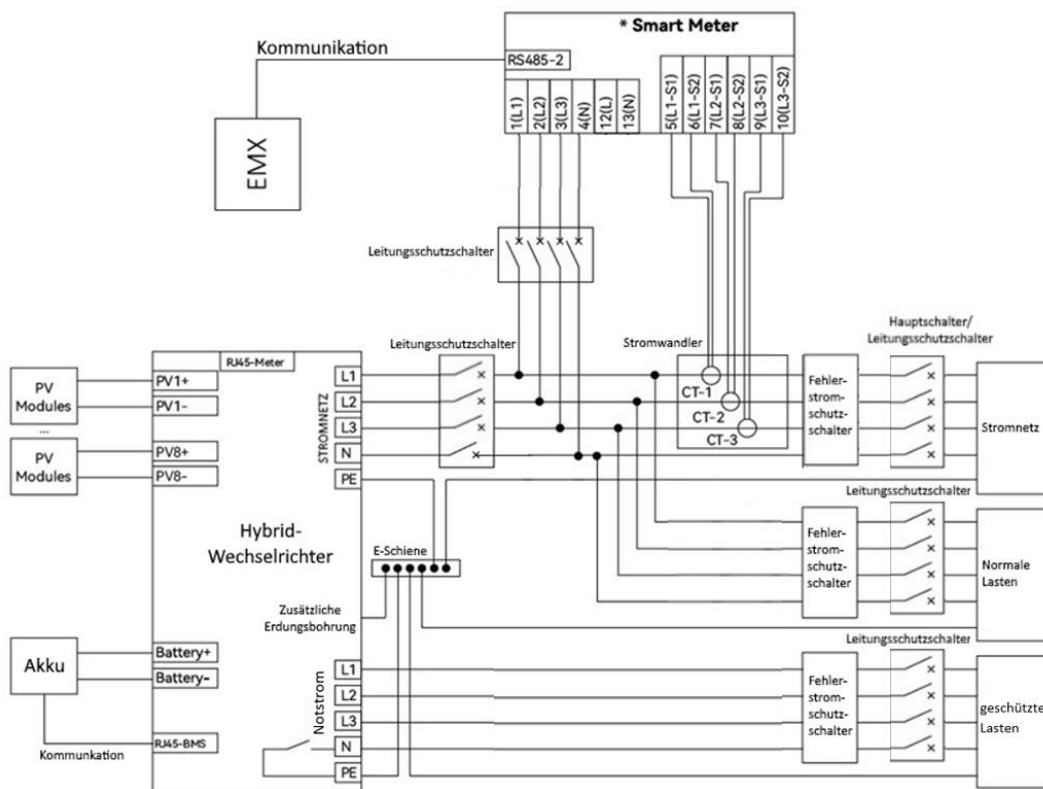 * Smart Meter
Kommunikation
RS485-2
1(L1)
2(L2)
3(L3)
4(N)
12(L)
13(N)
5(L1-S1)
6(L1-S2)
7(L2-S1)
8(L2-S2)
9(L3-S1)
10(L3-S2)
EMX
Leitungsschutzschalter
Hauptschalter/
Leitungsschutzschalter
Leitungsschutzschalter
Stromwandler
RJ45-Meter
PV
Modules
PV1+
PV1-
...
PV
Modules
PV8+
PV8-
STROMNETZ
L1
L2
L3
N
PE
CT-1
CT-2
CT-3
Fehler-
strom-
schutz-
schalter
Stromnetz
Leitungsschutzschalter
Hybrid-
Wechselrichter
E-Schiene
Fehler-
strom-
schutz-
schalter
Normale
Lasten
Zusätzliche
Erdungsbohrung
Leitungsschutzschalter
Akku
Battery+
Battery-
RJ45-BMS
Kommunkation
Notstrom
L1
L2
L3
N
PE
Fehler-
strom-
schutz-
schalter
geschützte
Lasten